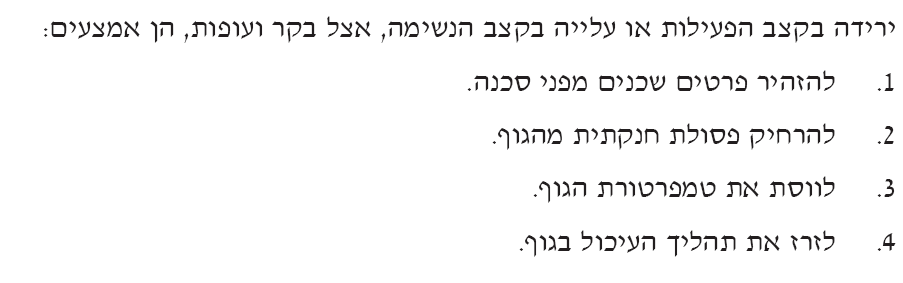 ירידה בקצב הפעילות או עלייה בקצב הנשימה, אצל בקר ועופות, הן אמצעים:
1. להזהיר פרטים שכנים מפני סכנה.
2. להרחיק פסולת חנקתית מהגוף.
3. לווסת את טמפרטורת הגוף.
4. לזרז את תהליך העיכול בגוף.